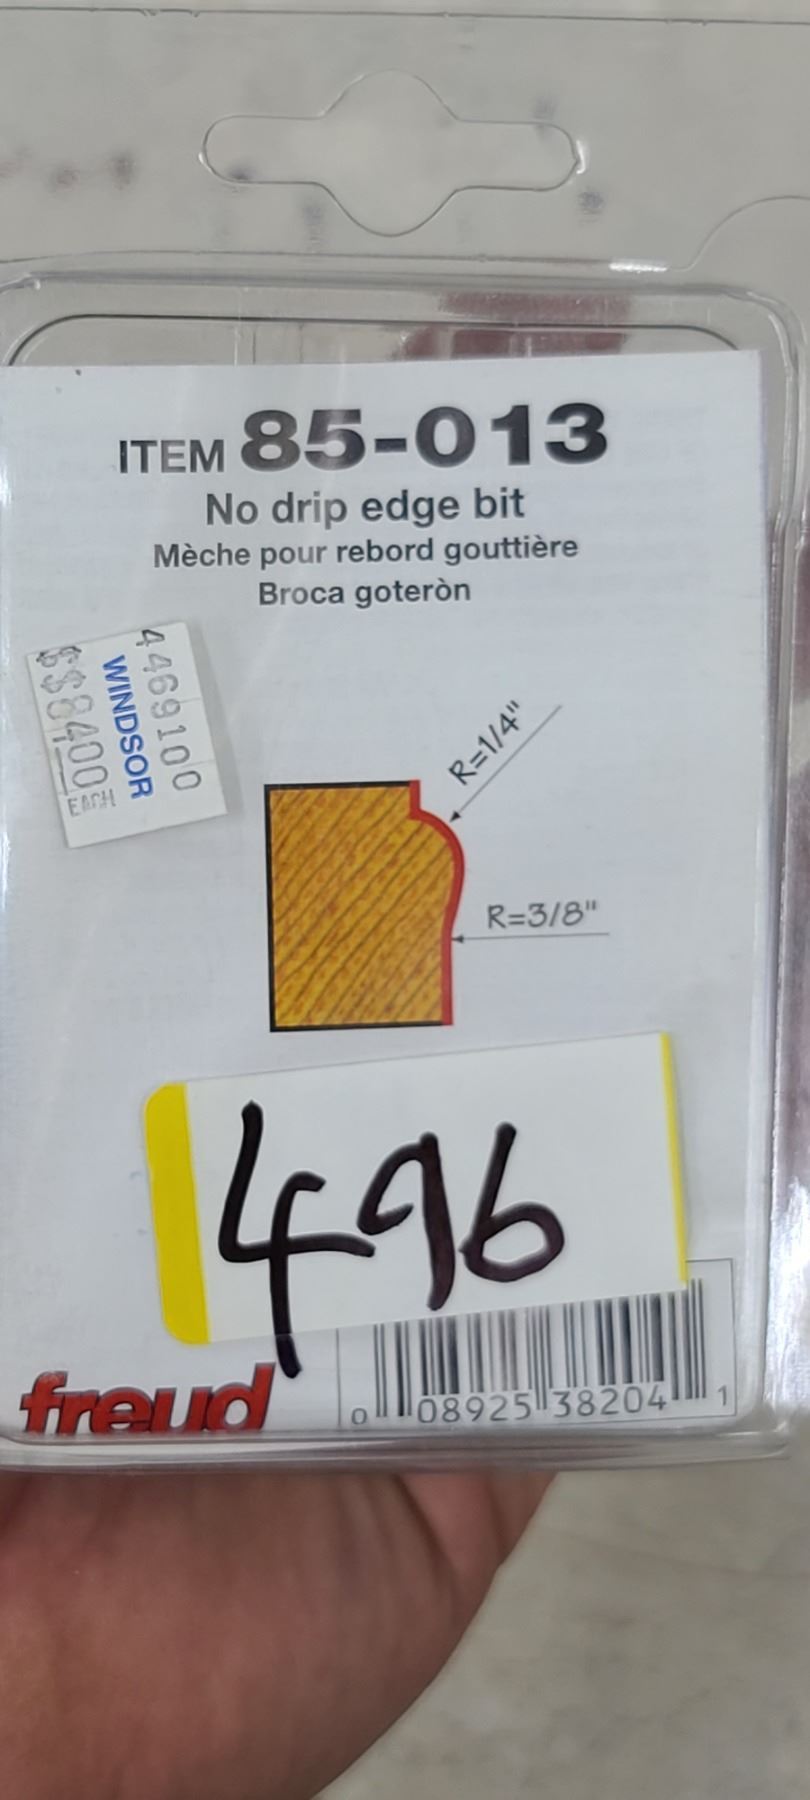 ITEM 85-013
No drip edge bit
Mèche pour rebord gouttière
Broca goteròn
4469100
WINDSOR
EACH
R=1/4"
R=3/8"
496
freud
0 08925 38204 1